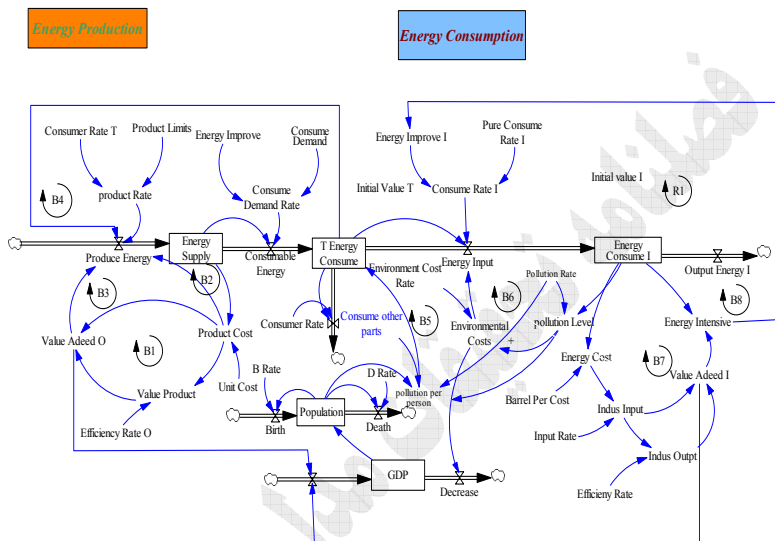 Energy Production
Energy Consumption
Consumer Rate T
Product Limits
Energy Improve
Consume
Demand
Energy Improve I
Pure Consume
Rate I
product Rate
Consume
Demand Rate
Initial Value T
Consume Rate I
Initial value I
B4
R1
Produce Energy
Energy
Supply
Consumable
Energy
T Energy
Consume
Energy Input
Energy
Consume I
Output Energy I
B3
B2
Environment Cost
Rate
Pollution Rate
B6
B8
Consumer Rate
Consume other
parts
B5
Environmental
Costs
+
pollution Level
Energy Intensive
Value Adeed O
B1
Product Cost
Energy Cost
B7
Value Adeed I
Value Product
Unit Cost
B Rate
D Rate
pollution per
person
Barrel Per Cost
Indus Input
Efficiency Rate O
Birth
Population
Death
Input Rate
Indus Outpt
GDP
Decrease
Efficieny Rate